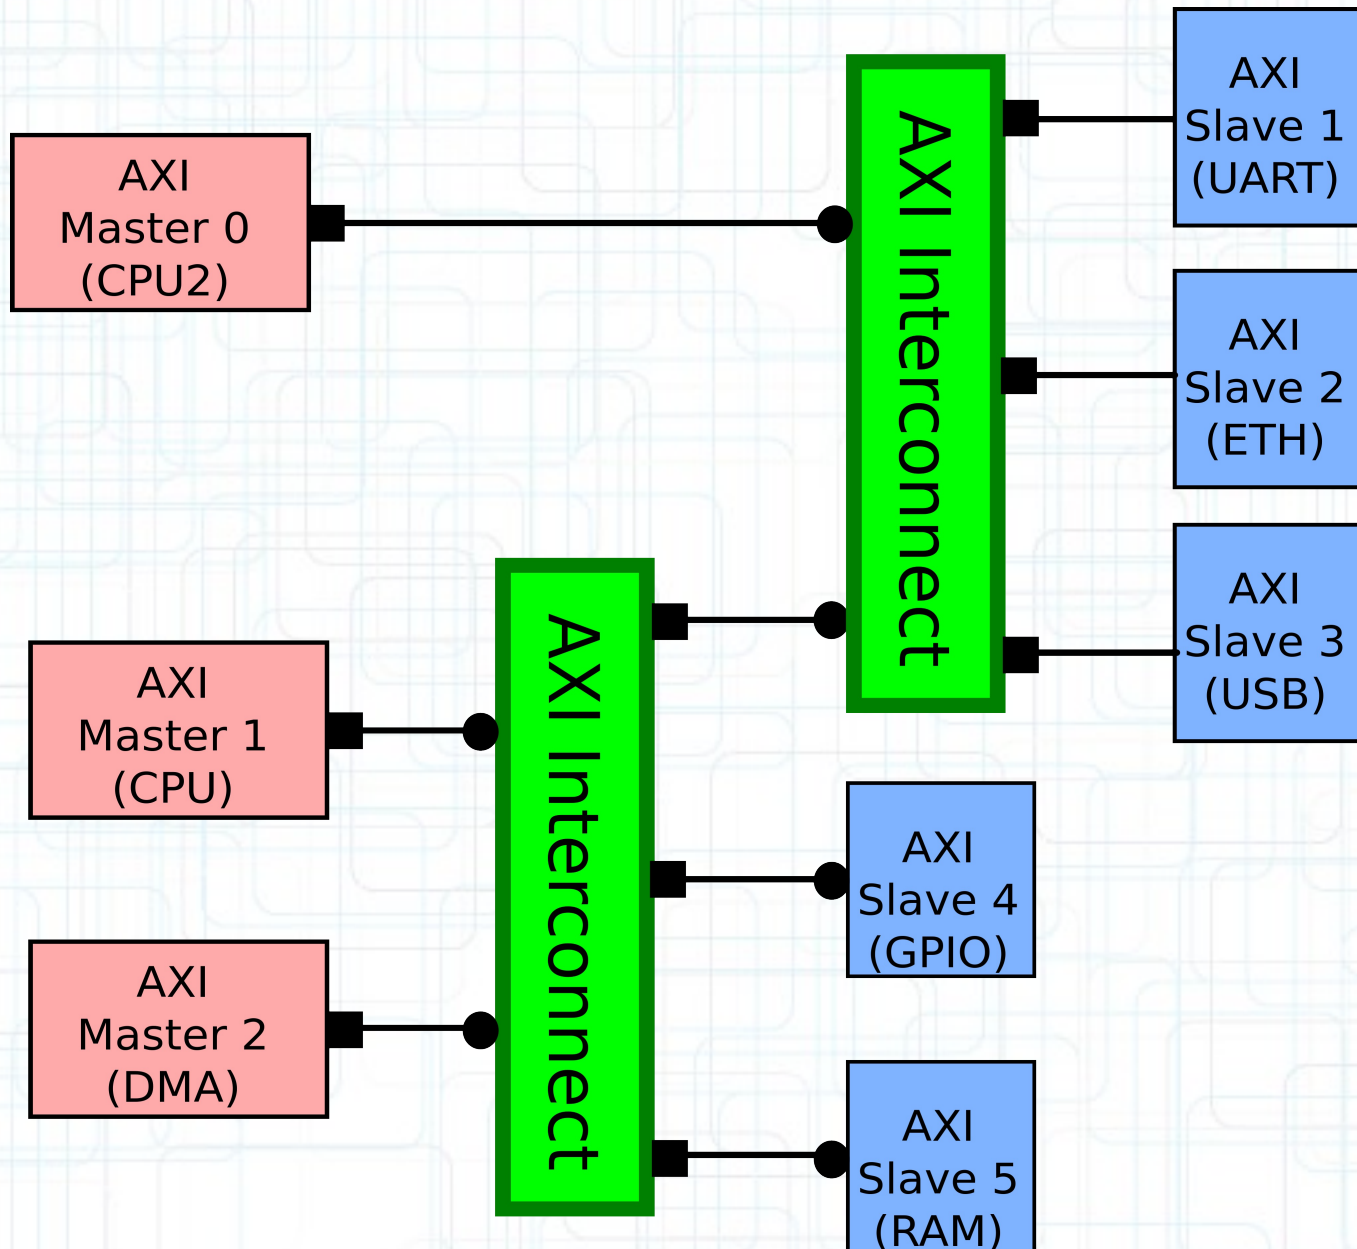 AXI
Master 0
(CPU2)
AXI Interconnect
AXI
Slave 1
(UART)
AXI
Slave 2
(ETH)
AXI
Slave 3
(USB)
AXI
Master 1
(CPU)
AXI
Master 2
(DMA)
AXI Interconnect
AXI
Slave 4
(GPIO)
AXI
Slave 5
(RAM)